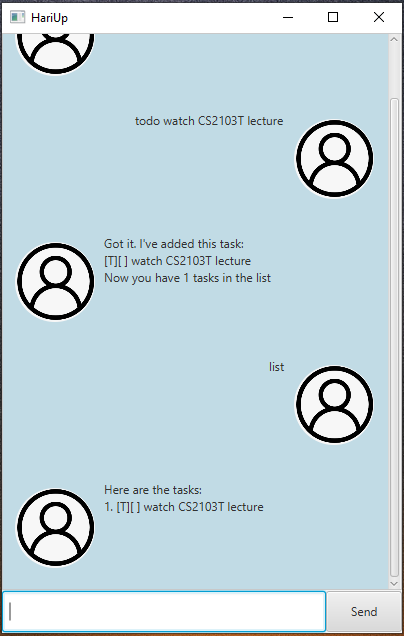 HariUp
todo watch CS2103T lecture
Got it. I've added this task:
[T][ ] watch CS2103T lecture
Now you have 1 tasks in the list
list
Here are the tasks:
1. [T][ ] watch CS2103T lecture
Send